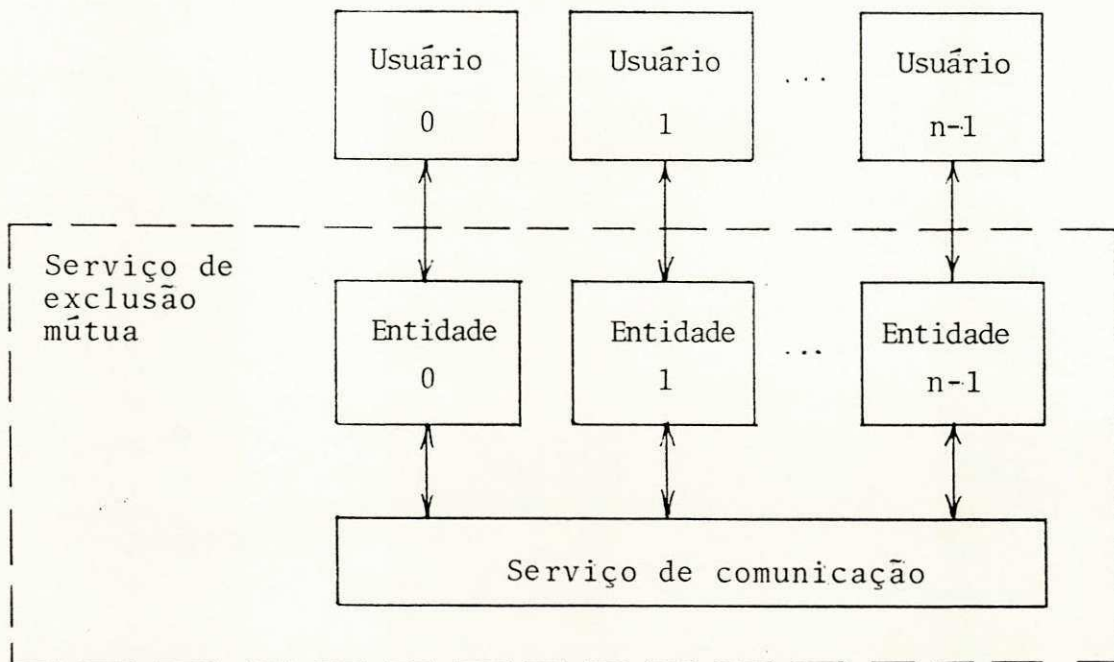 Usuário
0
Usuário
1
...
Usuário
n-1
Serviço de
exclusão
mútua
Entidade
0
Entidade
1
...
Entidade
n-1
Serviço de comunicação